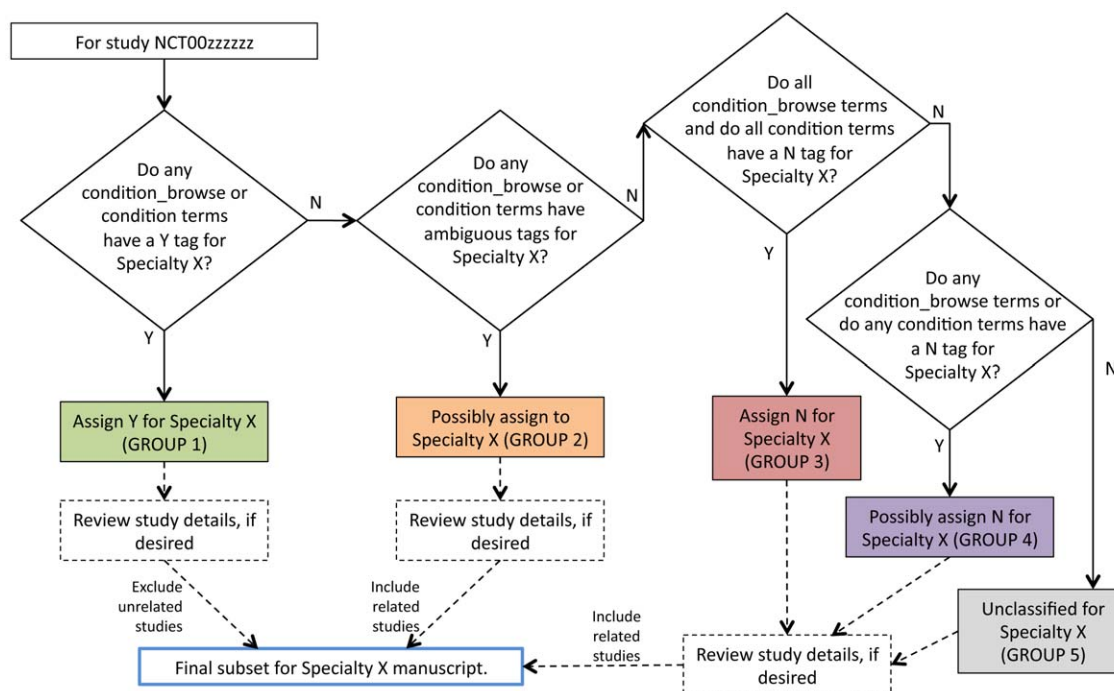 For study NCT00zzzzzz
Do any
condition_browse or
condition terms
have a Y tag for
Specialty X?
N
Y
Do any
condition_browse or
condition terms have
ambiguous tags for
Specialty X?
N
Y
Do all
condition_browse terms
and do all condition terms
have a N tag for
Specialty X?
N
Y
Do any
condition_browse terms or
do any condition terms have
a N tag for
Specialty X?
N
Y
Assign Y for Specialty X
(GROUP 1)
Possibly assign to
Specialty X (GROUP 2)
Assign N for
Specialty X
(GROUP 3)
Possibly assign N for
Specialty X (GROUP 4)
Unclassified for
Specialty X
(GROUP 5)
Review study details, if
desired
Review study details, if
desired
Exclude
unrelated
studies
Include
related
studies
Include
related
studies
Review study details, if
desired
Final subset for Specialty X manuscript.